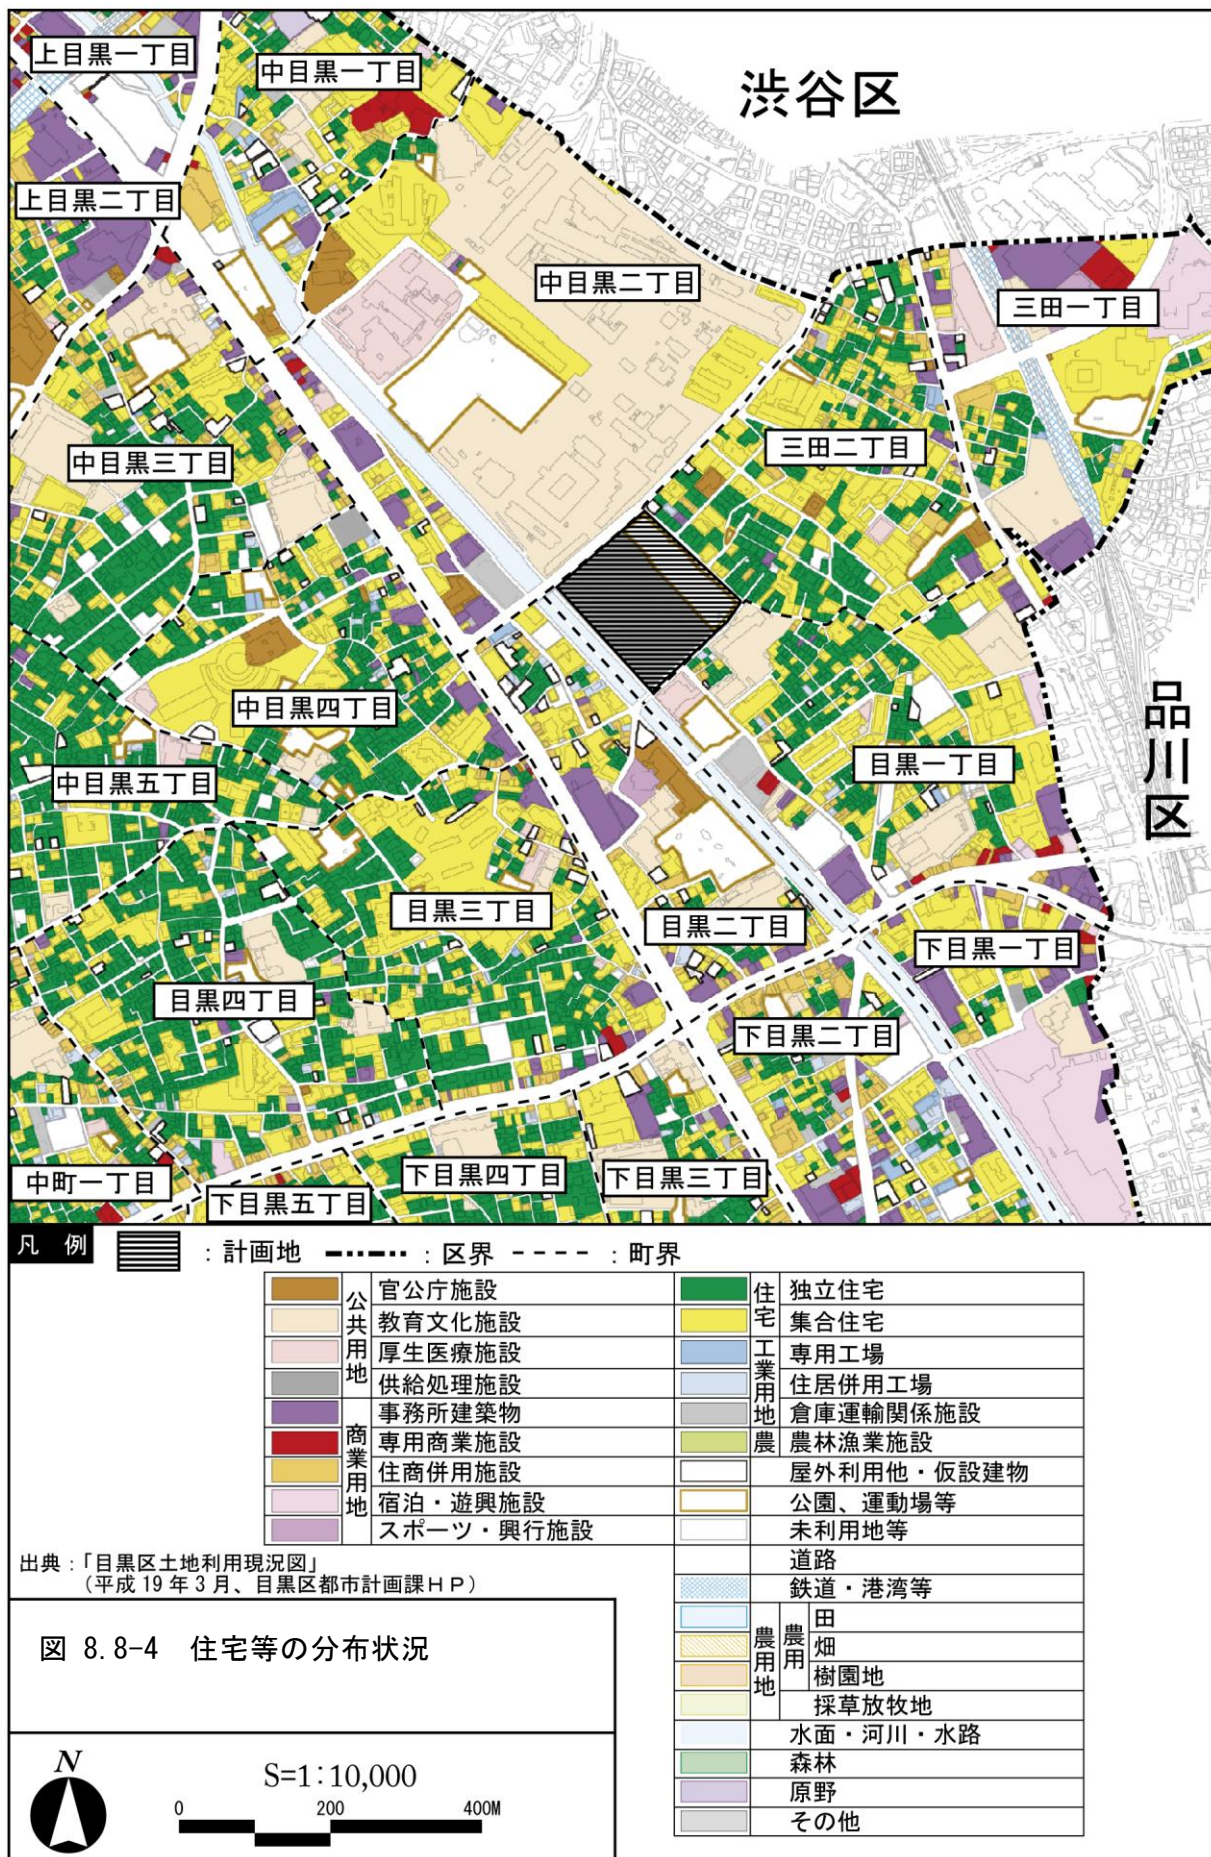 上目黒一丁目
中目黒一丁目
渋谷区
上目黒二丁目
中目黒二丁目
三田一丁目
中目黒三丁目
三田二丁目
中目黒四丁目
品川区
中目黒五丁目
目黒一丁目
目黒三丁目
目黒二丁目
下目黒一丁目
目黒四丁目
下目黒二丁目
中町一丁目
下目黒五丁目
下目黒四丁目
下目黒三丁目
凡 例
：計画地
：区界
：町界
公共用地
官公庁施設
教育文化施設
厚生医療施設
供給処理施設
商業用地
事務所建築物
専用商業施設
住商併用施設
宿泊・遊興施設
スポーツ・興行施設
住宅
独立住宅
集合住宅
工業用地
専用工場
住居併用工場
倉庫運輸関係施設
農
農林漁業施設
屋外利用他・仮設建物
公園、運動場等
未利用地等
道路
鉄道・港湾等
農用地
農用
田
畑
樹園地
採草放牧地
水面・河川・水路
森林
原野
その他
出典：「目黒区土地利用現況図」
（平成 19 年 3 月、目黒区都市計画課ＨＰ）
図 8.8-4 住宅等の分布状況
N
S=1:10,000
0 200 400M